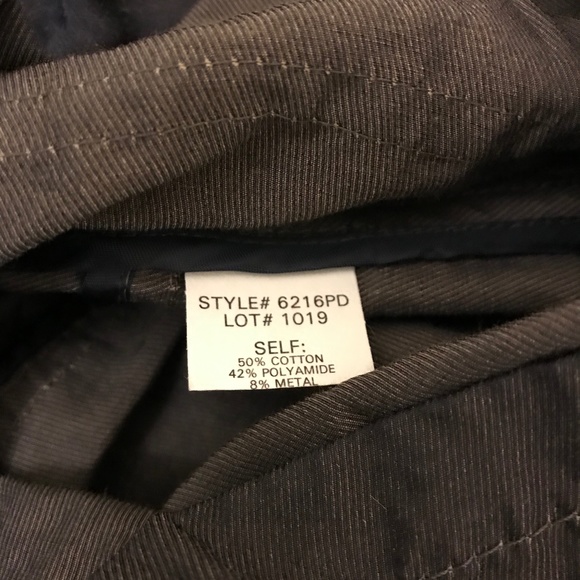 STYLE# 6216PD
LOT# 1019
SELF:
50% COTTON
42% POLYAMIDE
8% METAL